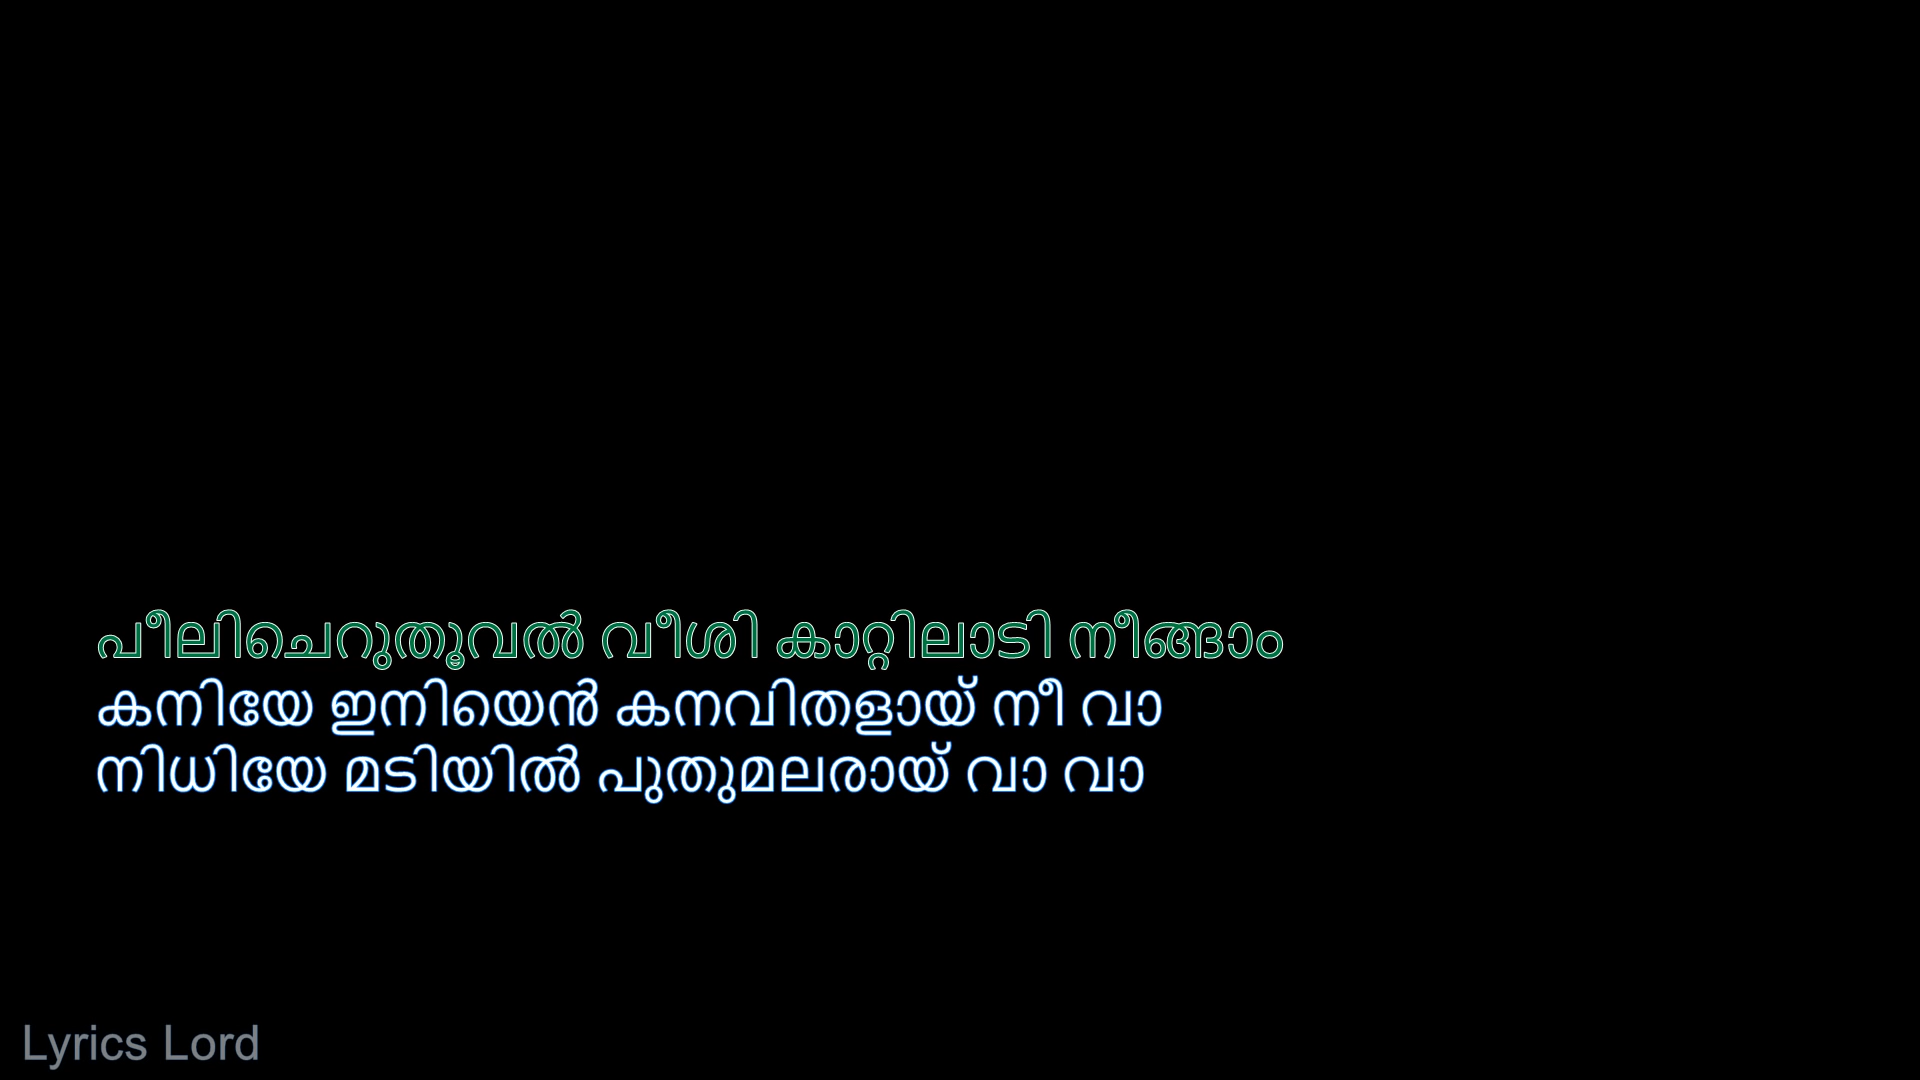 പീലിചെറുതൂവൽ വീശി കാറ്റിലാടി നീങ്ങാം
കനിയേ ഇനിയെൻ കനവിതളായ് നീ വാ
നിധിയേ മടിയിൽ പുതുമലരായ് വാ വാ
Lyrics Lord